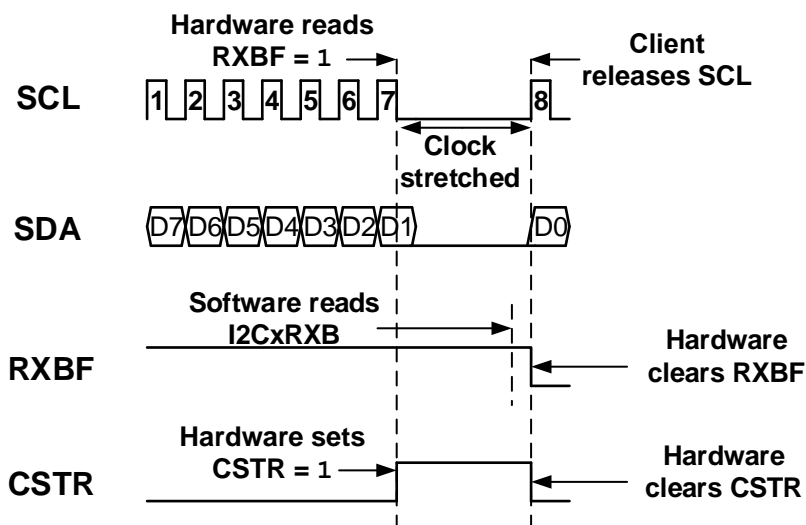 Hardware reads
RXBF = 1
Client
releases SCL
SCL
1 2 3 4 5 6 7 8
Clock
stretched
SDA
D7 D6 D5 D4 D3 D2 D1 D0
Software reads
I2CxRXB
RXBF
Hardware
clears RXBF
Hardware sets
CSTR = 1
CSTR
Hardware
clears CSTR